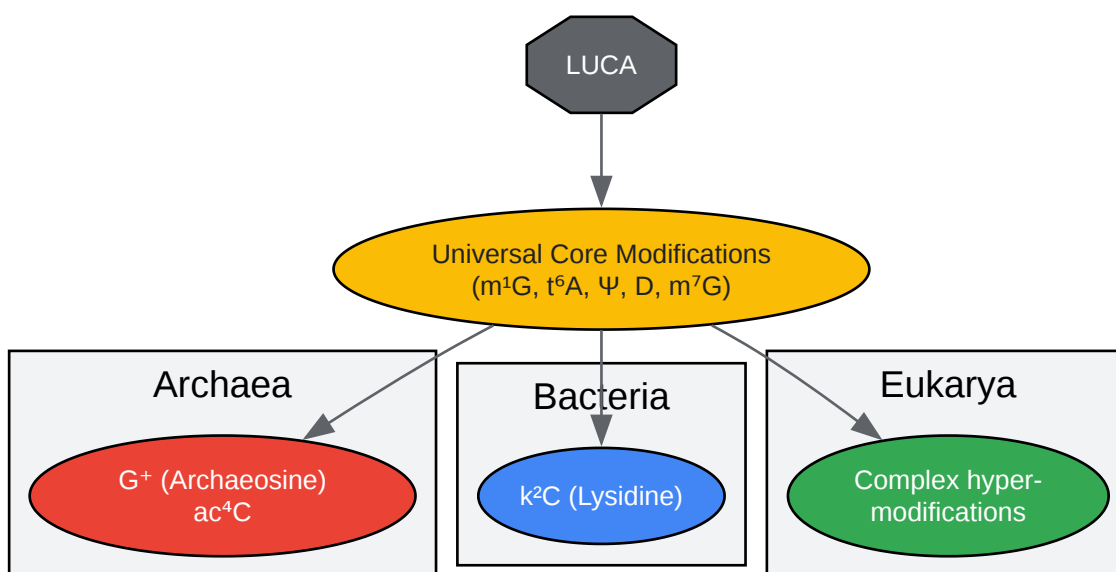 LUCA
Universal Core Modifications
(m¹G, t⁶A, Ψ, D, m⁷G)
Archaea
Bacteria
Eukarya
G⁺ (Archaeosine)
ac⁴C
k²C (Lysidine)
Complex hyper-
modifications